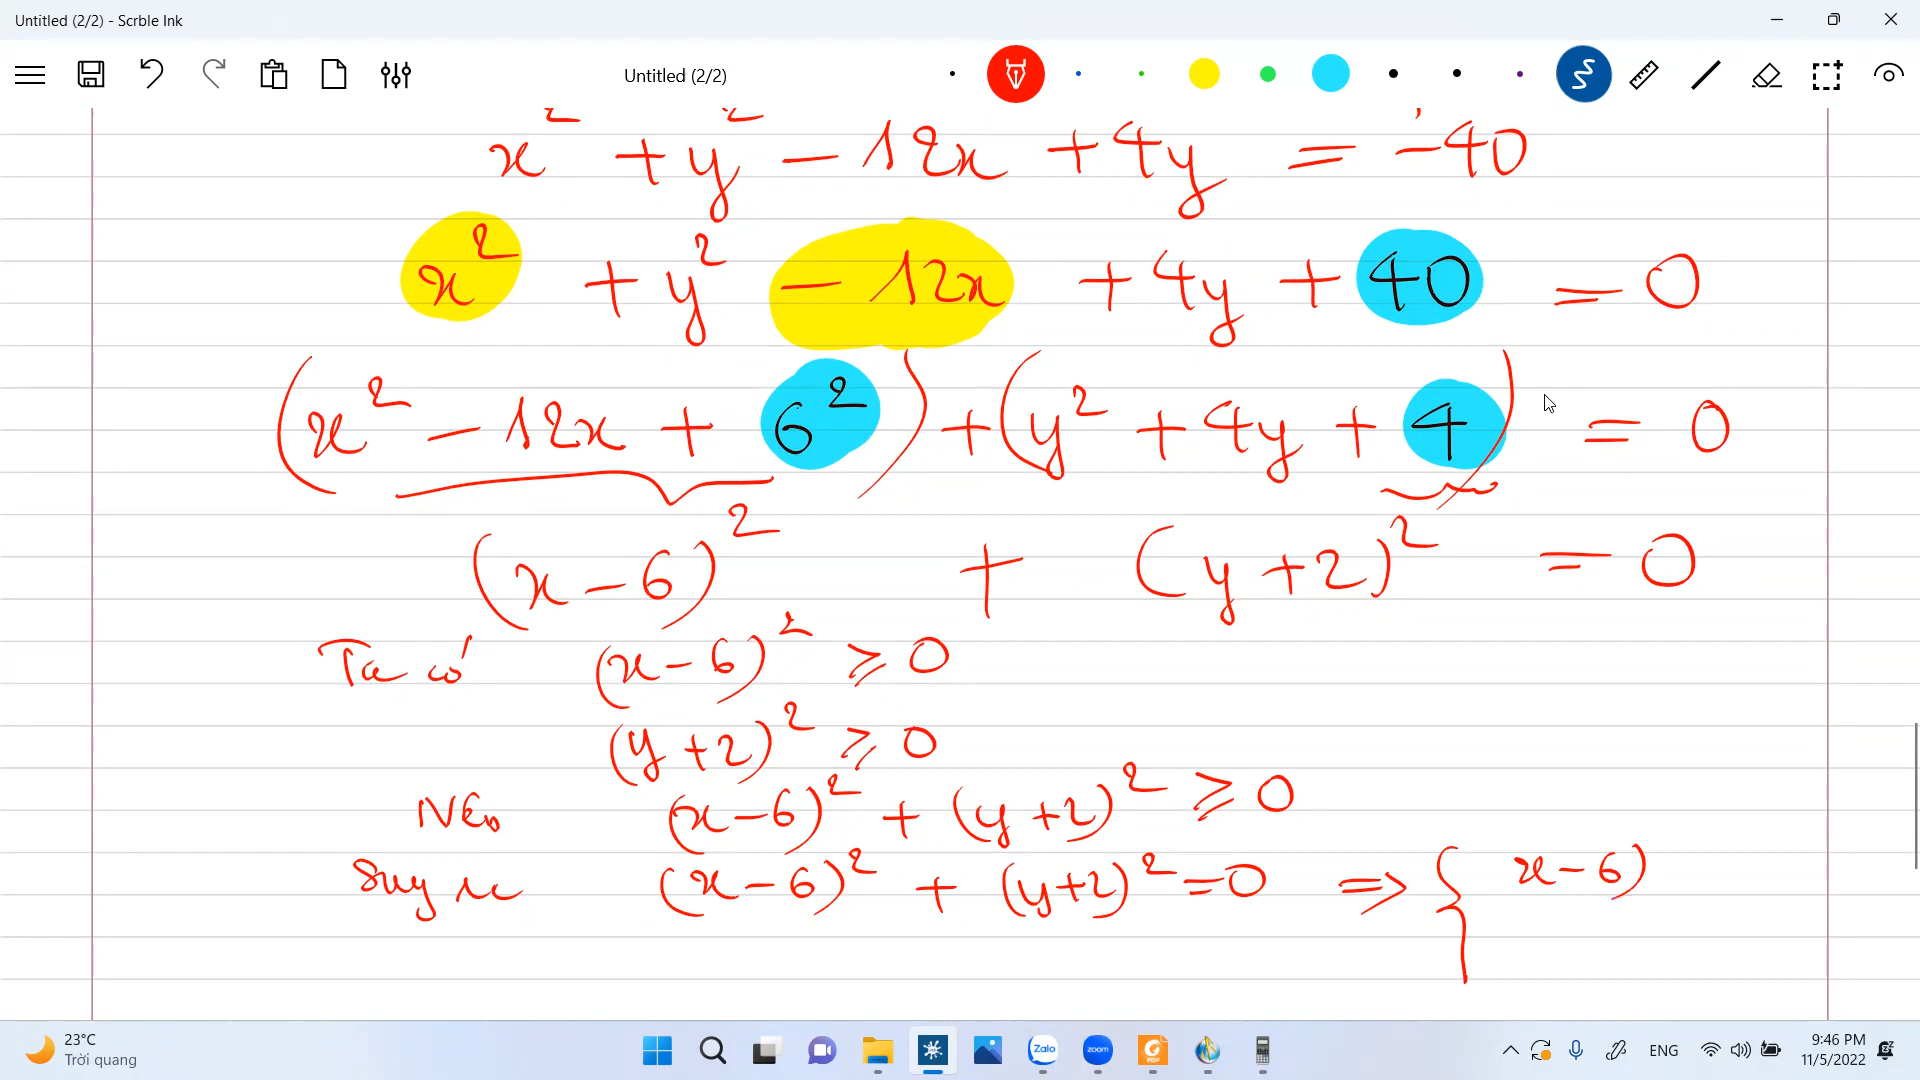 Untitled (2/2) - Scrble Ink
Untitled (2/2)
x² + y² − 12x + 4y = −40
x² + y² − 12x + 4y + 40 = 0
(x² − 12x + 6²) + (y² + 4y + 4) = 0
(x − 6)² + (y + 2)² = 0
Ta có (x − 6)² ⩾ 0
(y + 2)² ⩾ 0
Nên (x − 6)² + (y + 2)² ⩾ 0
Suy ra (x − 6)² + (y + 2)² = 0 ⇒ { x − 6)
23°C
Trời quang
Zalo
zoom
PDF
ENG
9:46 PM
11/5/2022